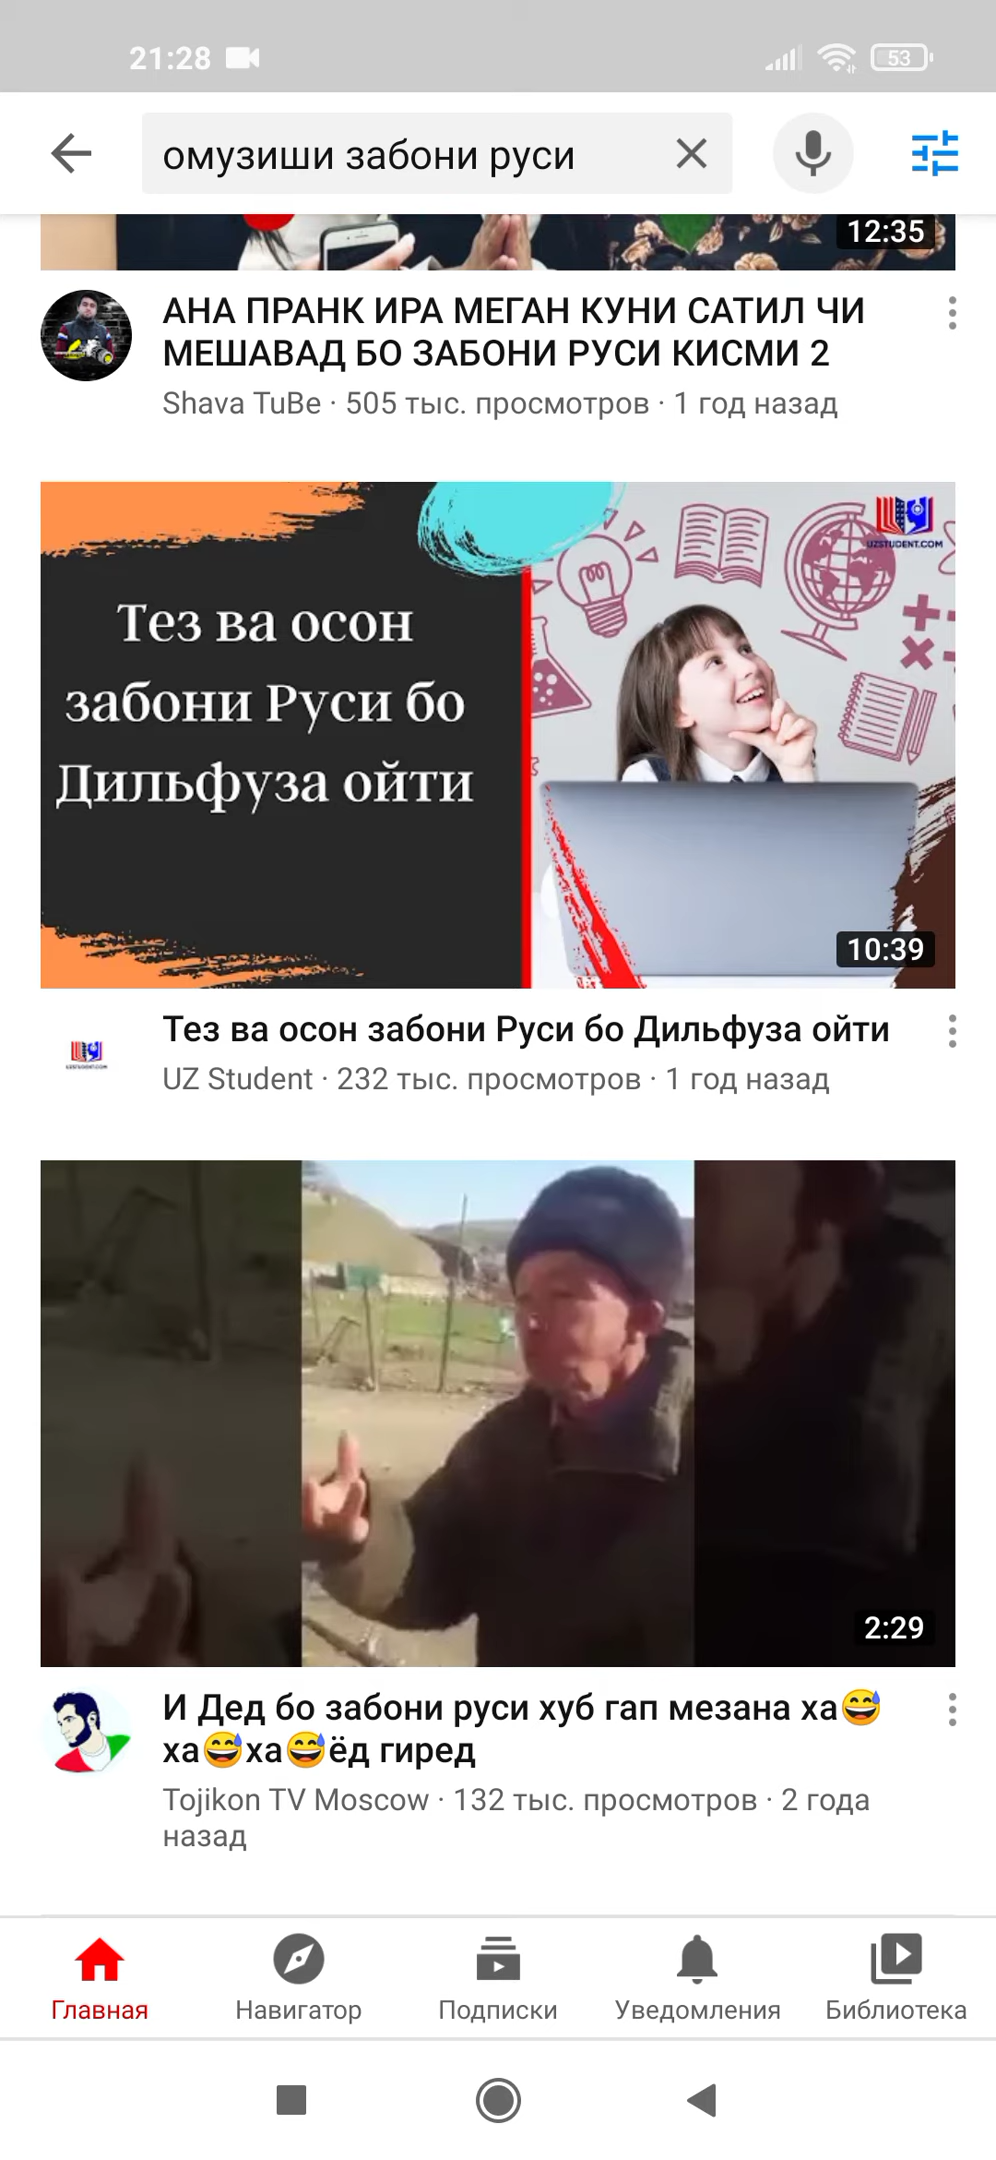 21:28
53
омузиши забони руси
12:35
АНА ПРАНК ИРА МЕГАН КУНИ САТИЛ ЧИ
МЕШАВАД БО ЗАБОНИ РУСИ КИСМИ 2
Shava TuBe · 505 тыс. просмотров · 1 год назад
UZSTUDENT.COM
Тез ва осон
забони Руси бо
Дильфуза ойти
10:39
Тез ва осон забони Руси бо Дильфуза ойти
UZSTUDENT.COM
UZ Student · 232 тыс. просмотров · 1 год назад
2:29
И Дед бо забони руси хуб гап мезана ха😅
ха😅ха😅ёд гиред
Tojikon TV Moscow · 132 тыс. просмотров · 2 года
назад
Главная
Навигатор
Подписки
Уведомления
Библиотека